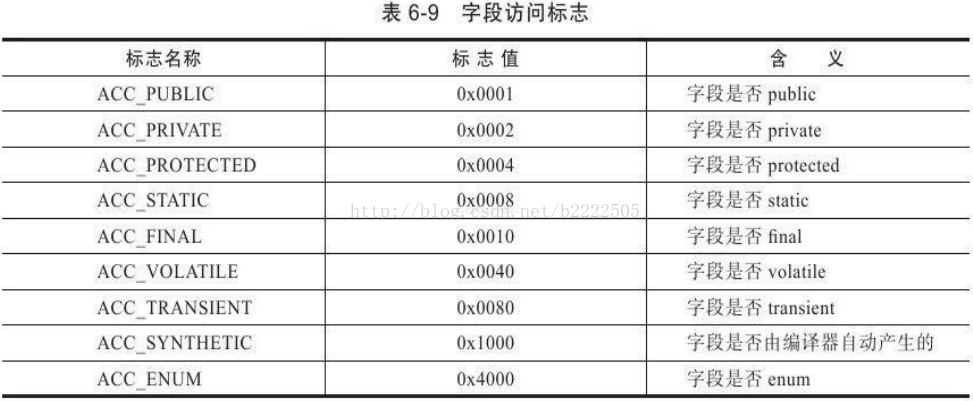 表 6-9 字段访问标志
标志名称 标 志 值 含 义
ACC_PUBLIC 0x0001 字段是否 public
ACC_PRIVATE 0x0002 字段是否 private
ACC_PROTECTED 0x0004 字段是否 protected
ACC_STATIC 0x0008 字段是否 static
http://blog.csdn.net/b2222505
ACC_FINAL 0x0010 字段是否 final
ACC_VOLATILE 0x0040 字段是否 volatile
ACC_TRANSIENT 0x0080 字段是否 transient
ACC_SYNTHETIC 0x1000 字段是否由编译器自动产生的
ACC_ENUM 0x4000 字段是否 enum